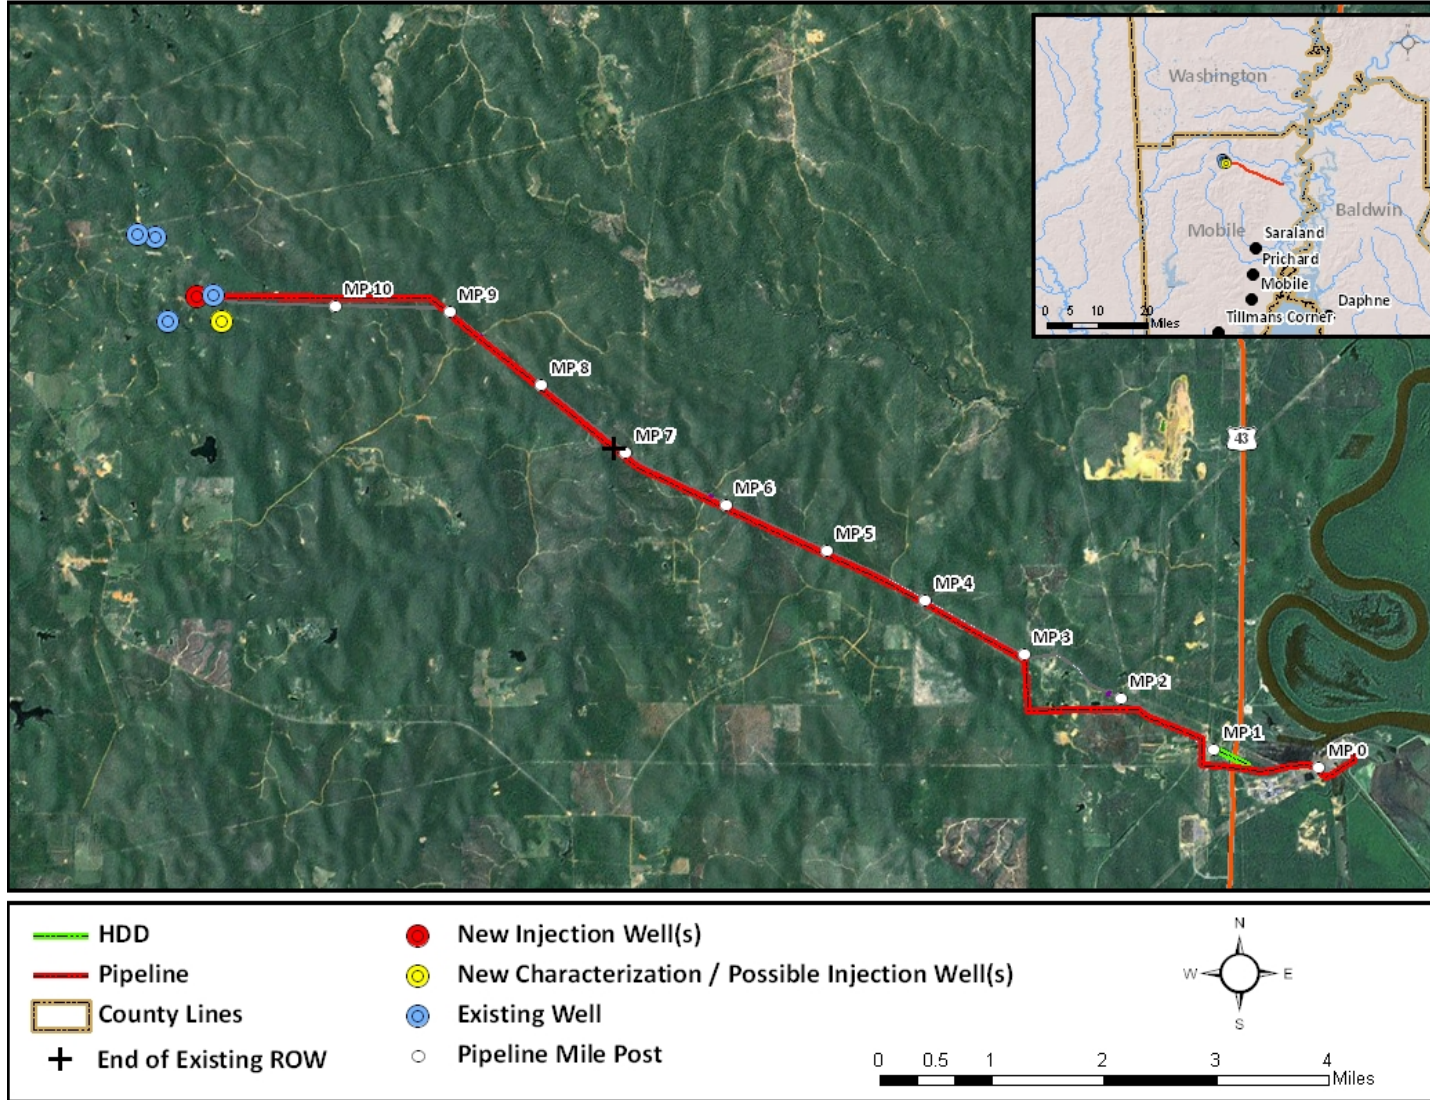 Washington
Baldwin
Mobile
Saraland
Prichard
Mobile
Daphne
Tillmans Corner
0 5 10 20
Miles
MP 10
MP 9
MP 8
MP 7
43
MP 6
MP 5
MP 4
MP 3
MP 2
MP 1
MP 0
HDD
Pipeline
County Lines
End of Existing ROW
New Injection Well(s)
New Characterization / Possible Injection Well(s)
Existing Well
Pipeline Mile Post
N
W E
S
0 0.5 1 2 3 4
Miles